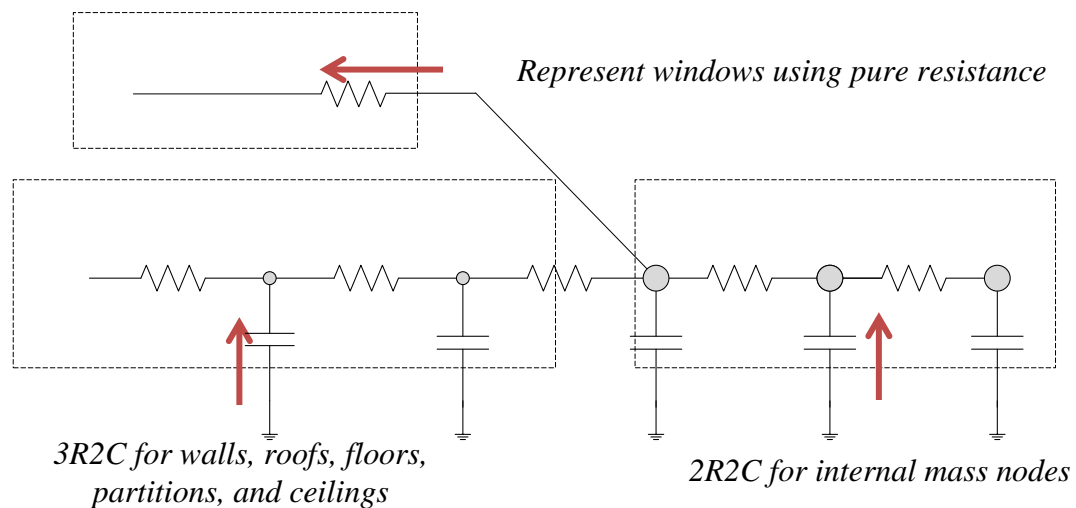 Represent windows using pure resistance
3R2C for walls, roofs, floors,
partitions, and ceilings
2R2C for internal mass nodes